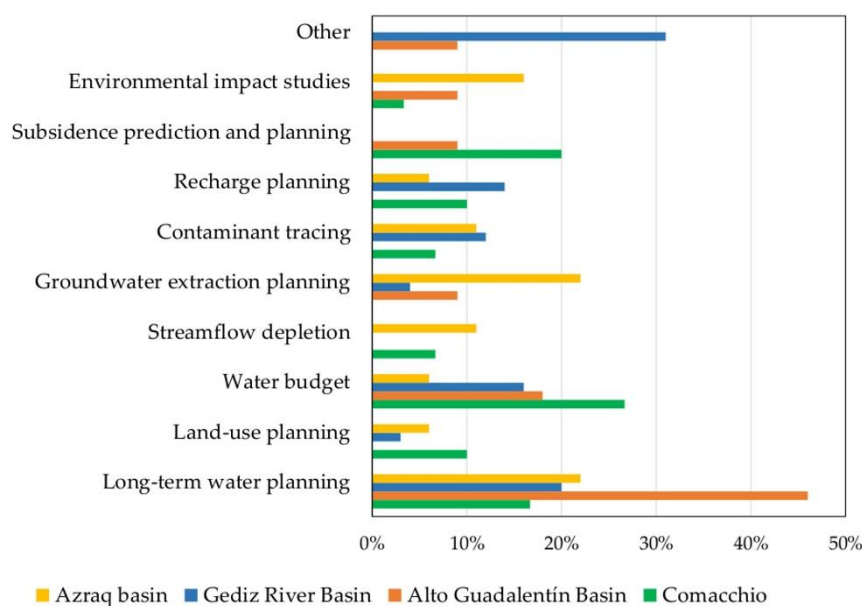 Other
Environmental impact studies
Subsidence prediction and planning
Recharge planning
Contaminant tracing
Groundwater extraction planning
Streamflow depletion
Water budget
Land-use planning
Long-term water planning
0% 10% 20% 30% 40% 50%
Azraq basin Gediz River Basin Alto Guadalentín Basin Comacchio